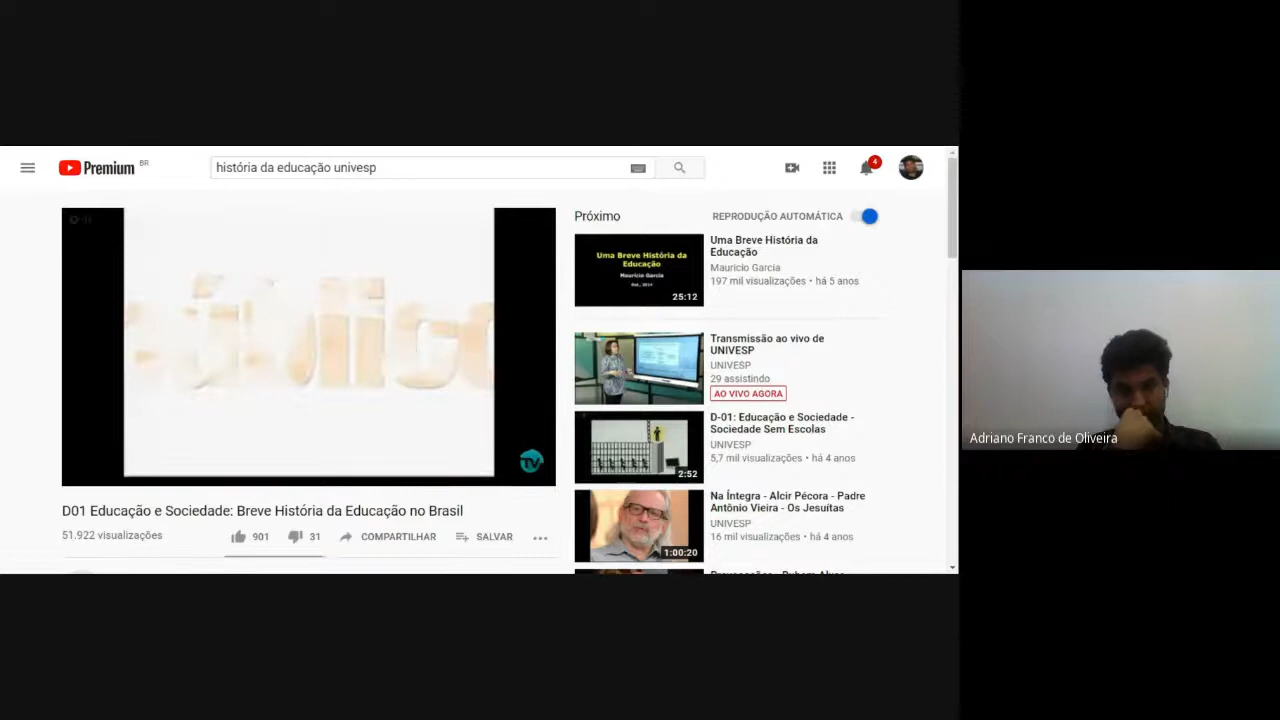 Premium BR
história da educação univesp
4
Próximo
REPRODUÇÃO AUTOMÁTICA
Uma Breve História da
Educação
Mauricio Garcia
25:12
Uma Breve História da
Educação
Mauricio Garcia
197 mil visualizações • há 5 anos
Transmissão ao vivo de
UNIVESP
UNIVESP
29 assistindo
AO VIVO AGORA
2:52
D-01: Educação e Sociedade -
Sociedade Sem Escolas
UNIVESP
5,7 mil visualizações • há 4 anos
1:00:20
Na Íntegra - Alcir Pécora - Padre
Antônio Vieira - Os Jesuítas
UNIVESP
16 mil visualizações • há 4 anos
TV
D01 Educação e Sociedade: Breve História da Educação no Brasil
51.922 visualizações
901
31
COMPARTILHAR
SALVAR
Adriano Franco de Oliveira